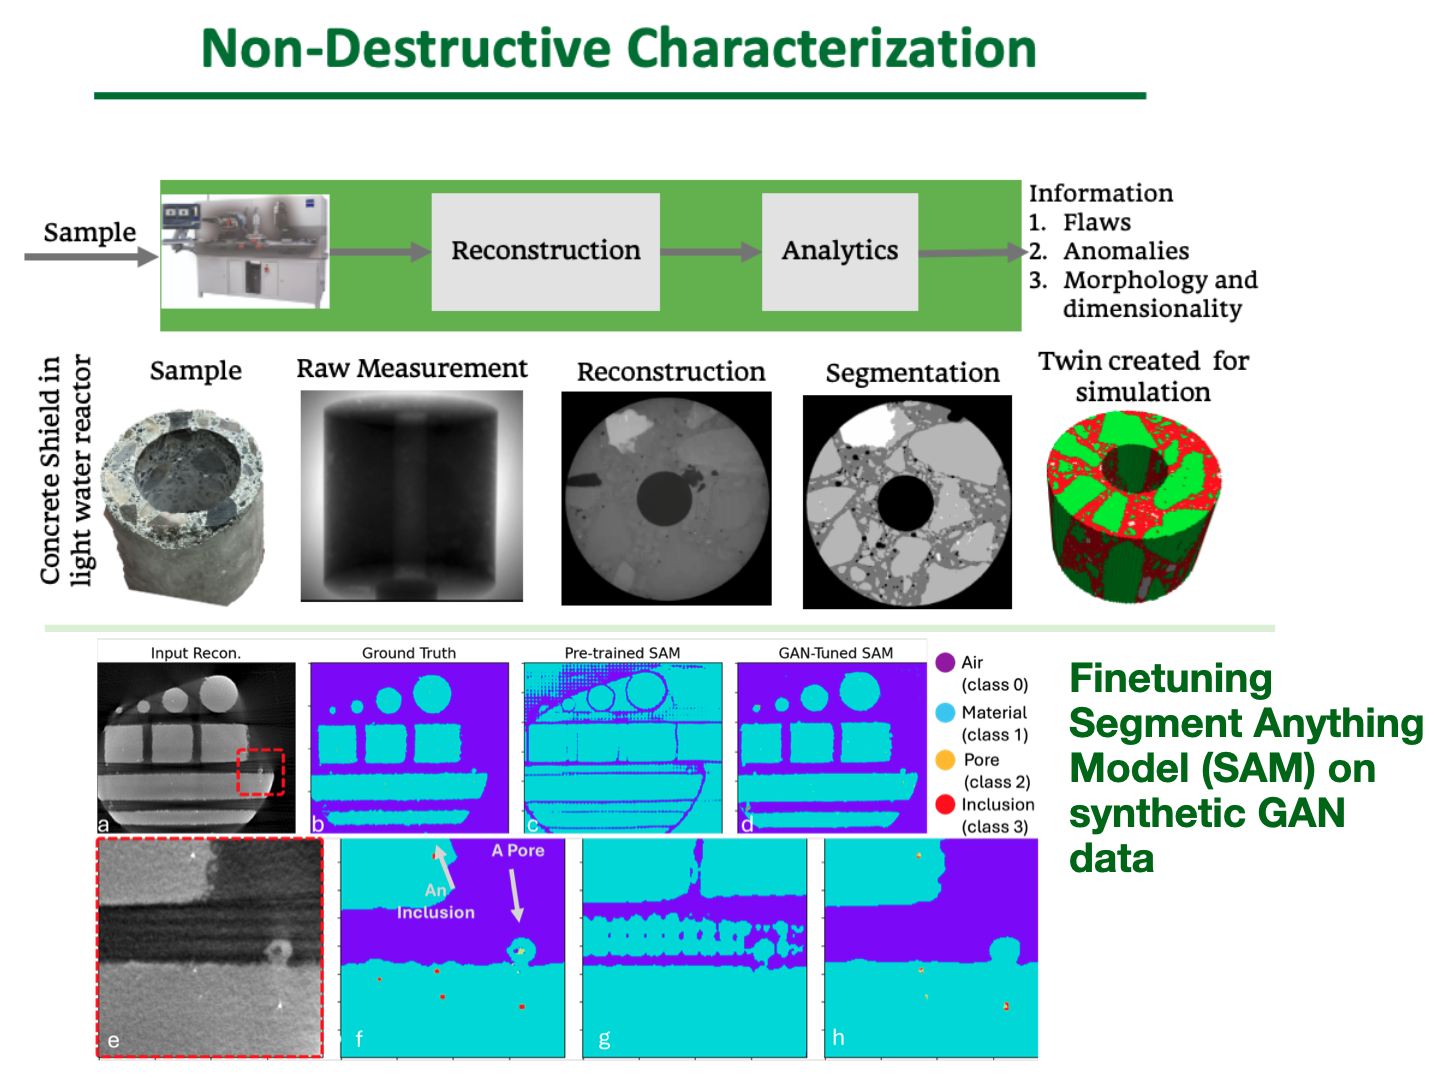 Non-Destructive Characterization
Sample
Reconstruction
Analytics
Information
1. Flaws
2. Anomalies
3. Morphology and
dimensionality
Concrete Shield in
light water reactor
Sample
Raw Measurement
Reconstruction
Segmentation
Twin created for
simulation
Input Recon.
Ground Truth
Pre-trained SAM
GAN-Tuned SAM
a
b
c
d
Air
(class 0)
Material
(class 1)
Pore
(class 2)
Inclusion
(class 3)
Finetuning
Segment Anything
Model (SAM) on
synthetic GAN
data
A Pore
An
Inclusion
e
f
g
h